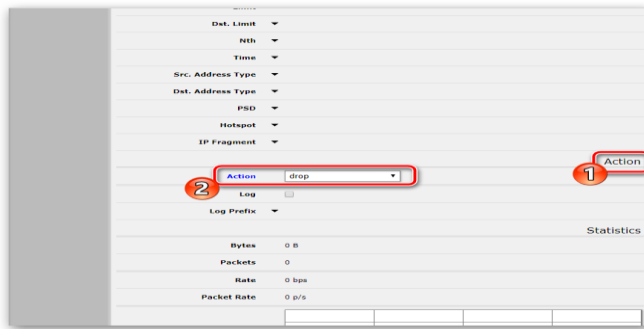 Dst. Limit
Nth
Time
Src. Address Type
Dst. Address Type
PSD
Hotspot
IP Fragment
Action
1
Action drop
2
Log
Log Prefix
Statistics
Bytes 0 B
Packets 0
Rate 0 bps
Packet Rate 0 p/s